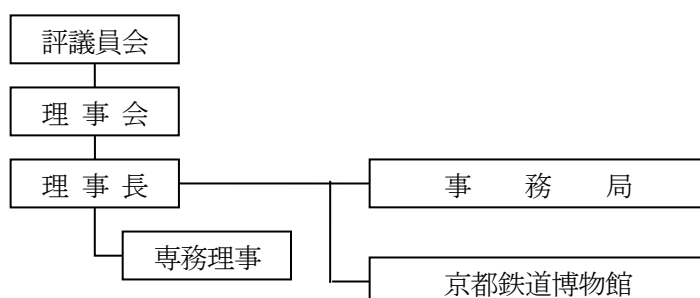 評議員会
理 事 会
理 事 長
事 務 局
専務理事
京都鉄道博物館